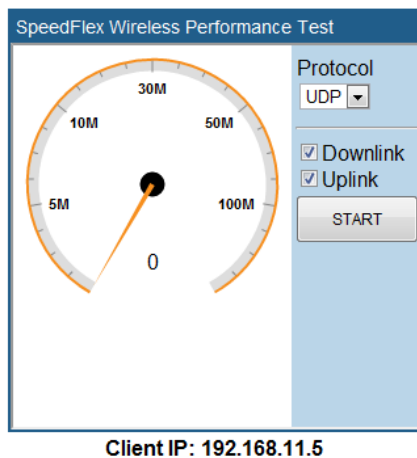 SpeedFlex Wireless Performance Test
30M
10M
50M
5M
100M
0
Protocol
UDP
Downlink
Uplink
START
Client IP: 192.168.11.5